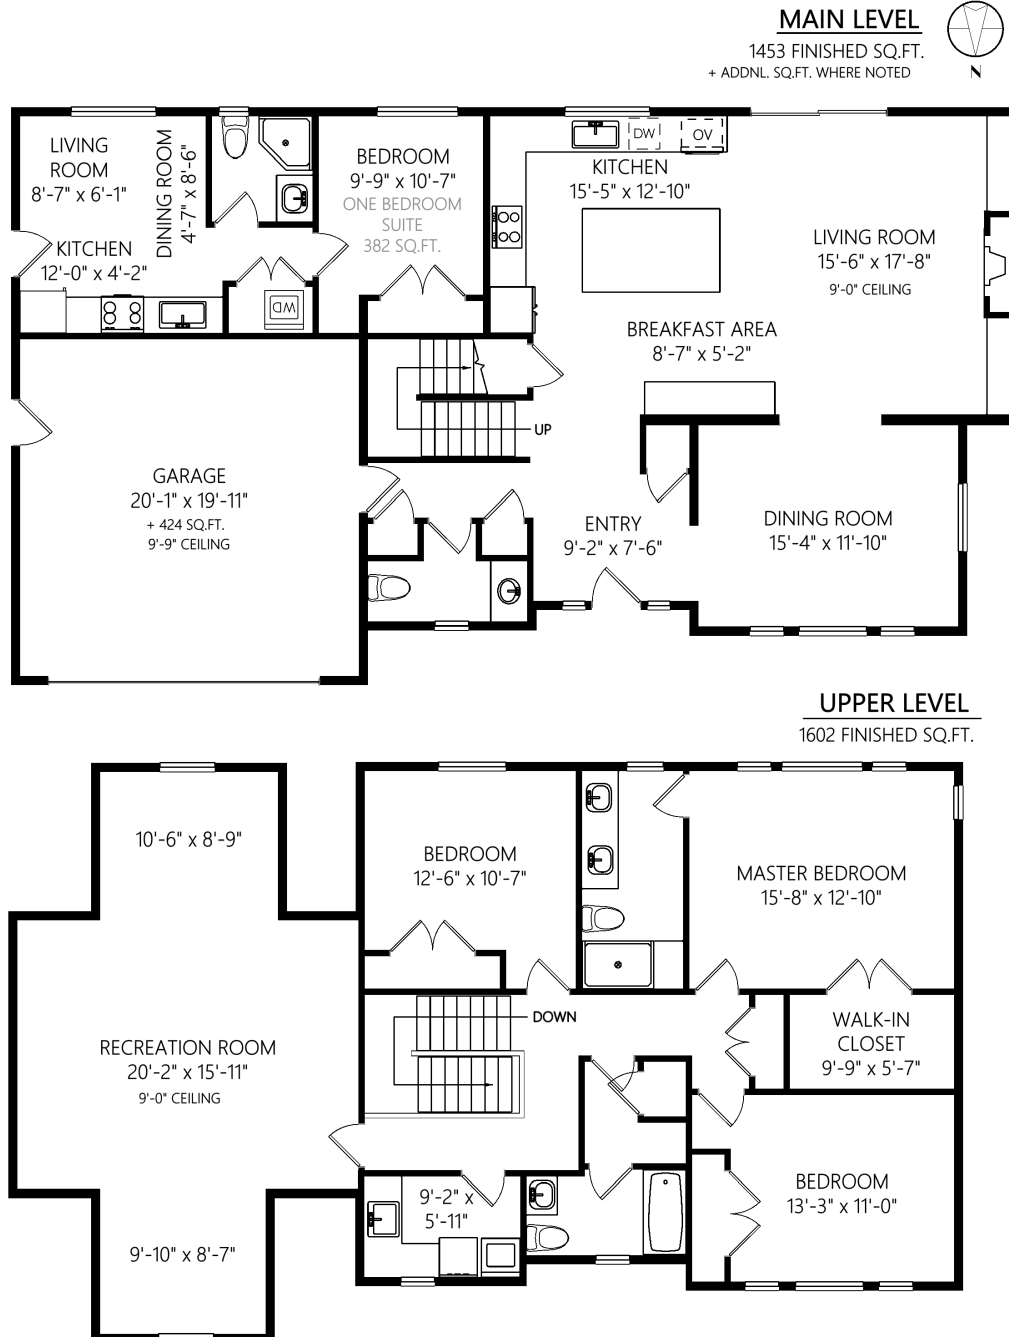 MAIN LEVEL
1453 FINISHED SQ.FT.
+ ADDNL. SQ.FT. WHERE NOTED
N
LIVING
ROOM
8'-7" x 6'-1"
DINING ROOM
4'-7" x 8'-6"
KITCHEN
12'-0" x 4'-2"
WD
BEDROOM
9'-9" x 10'-7"
ONE BEDROOM
SUITE
382 SQ.FT.
DW
OV
KITCHEN
15'-5" x 12'-10"
LIVING ROOM
15'-6" x 17'-8"
9'-0" CEILING
BREAKFAST AREA
8'-7" x 5'-2"
UP
GARAGE
20'-1" x 19'-11"
+ 424 SQ.FT.
9'-9" CEILING
ENTRY
9'-2" x 7'-6"
DINING ROOM
15'-4" x 11'-10"
UPPER LEVEL
1602 FINISHED SQ.FT.
10'-6" x 8'-9"
BEDROOM
12'-6" x 10'-7"
MASTER BEDROOM
15'-8" x 12'-10"
DOWN
WALK-IN
CLOSET
9'-9" x 5'-7"
RECREATION ROOM
20'-2" x 15'-11"
9'-0" CEILING
9'-2" x
5'-11"
BEDROOM
13'-3" x 11'-0"
9'-10" x 8'-7"